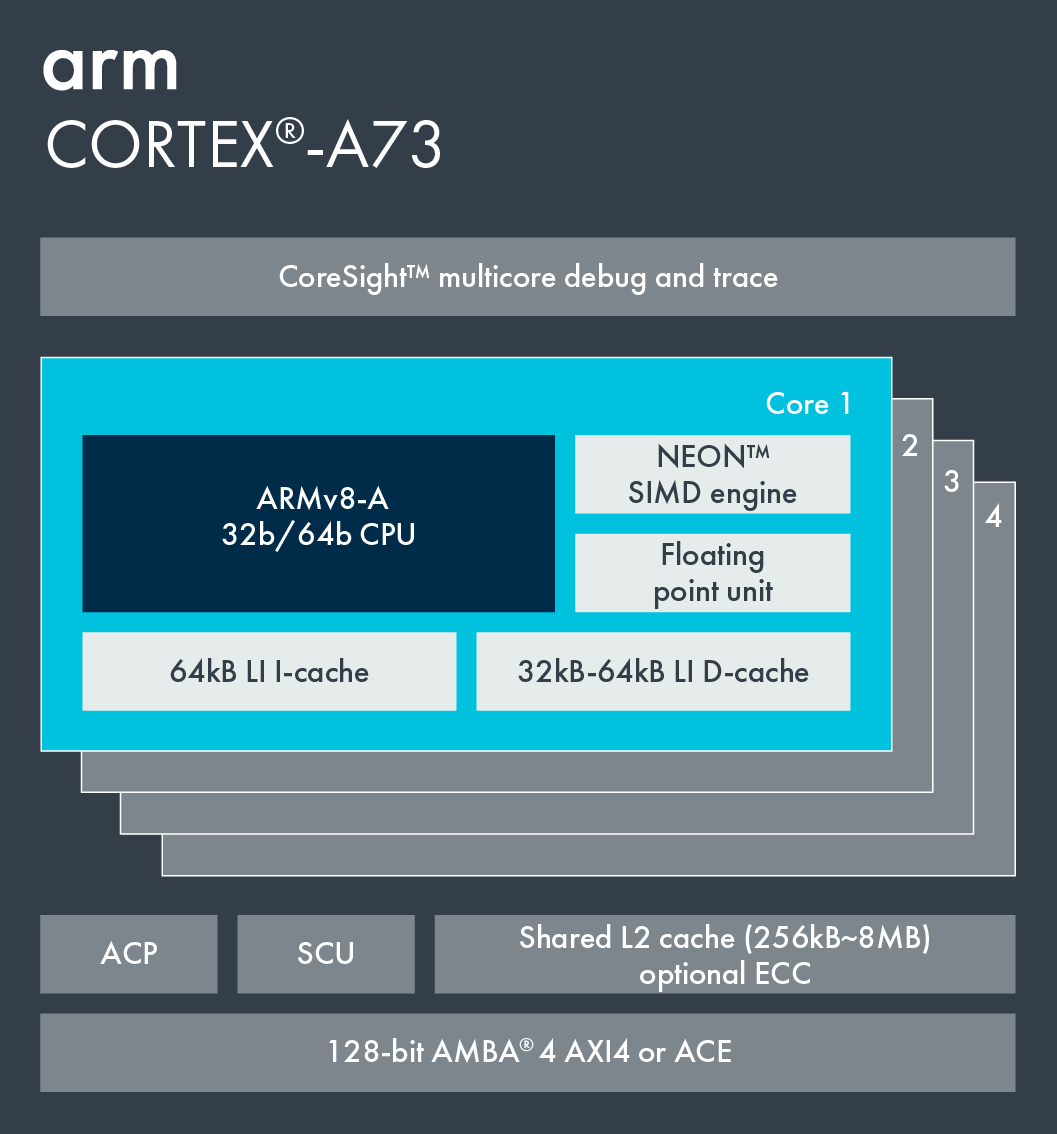 arm
CORTEX®-A73
CoreSight™ multicore debug and trace
Core 1
2
3
4
ARMv8-A
32b/64b CPU
NEON™
SIMD engine
Floating
point unit
64kB LI I-cache
32kB-64kB LI D-cache
ACP
SCU
Shared L2 cache (256kB~8MB)
optional ECC
128-bit AMBA® 4 AXI4 or ACE